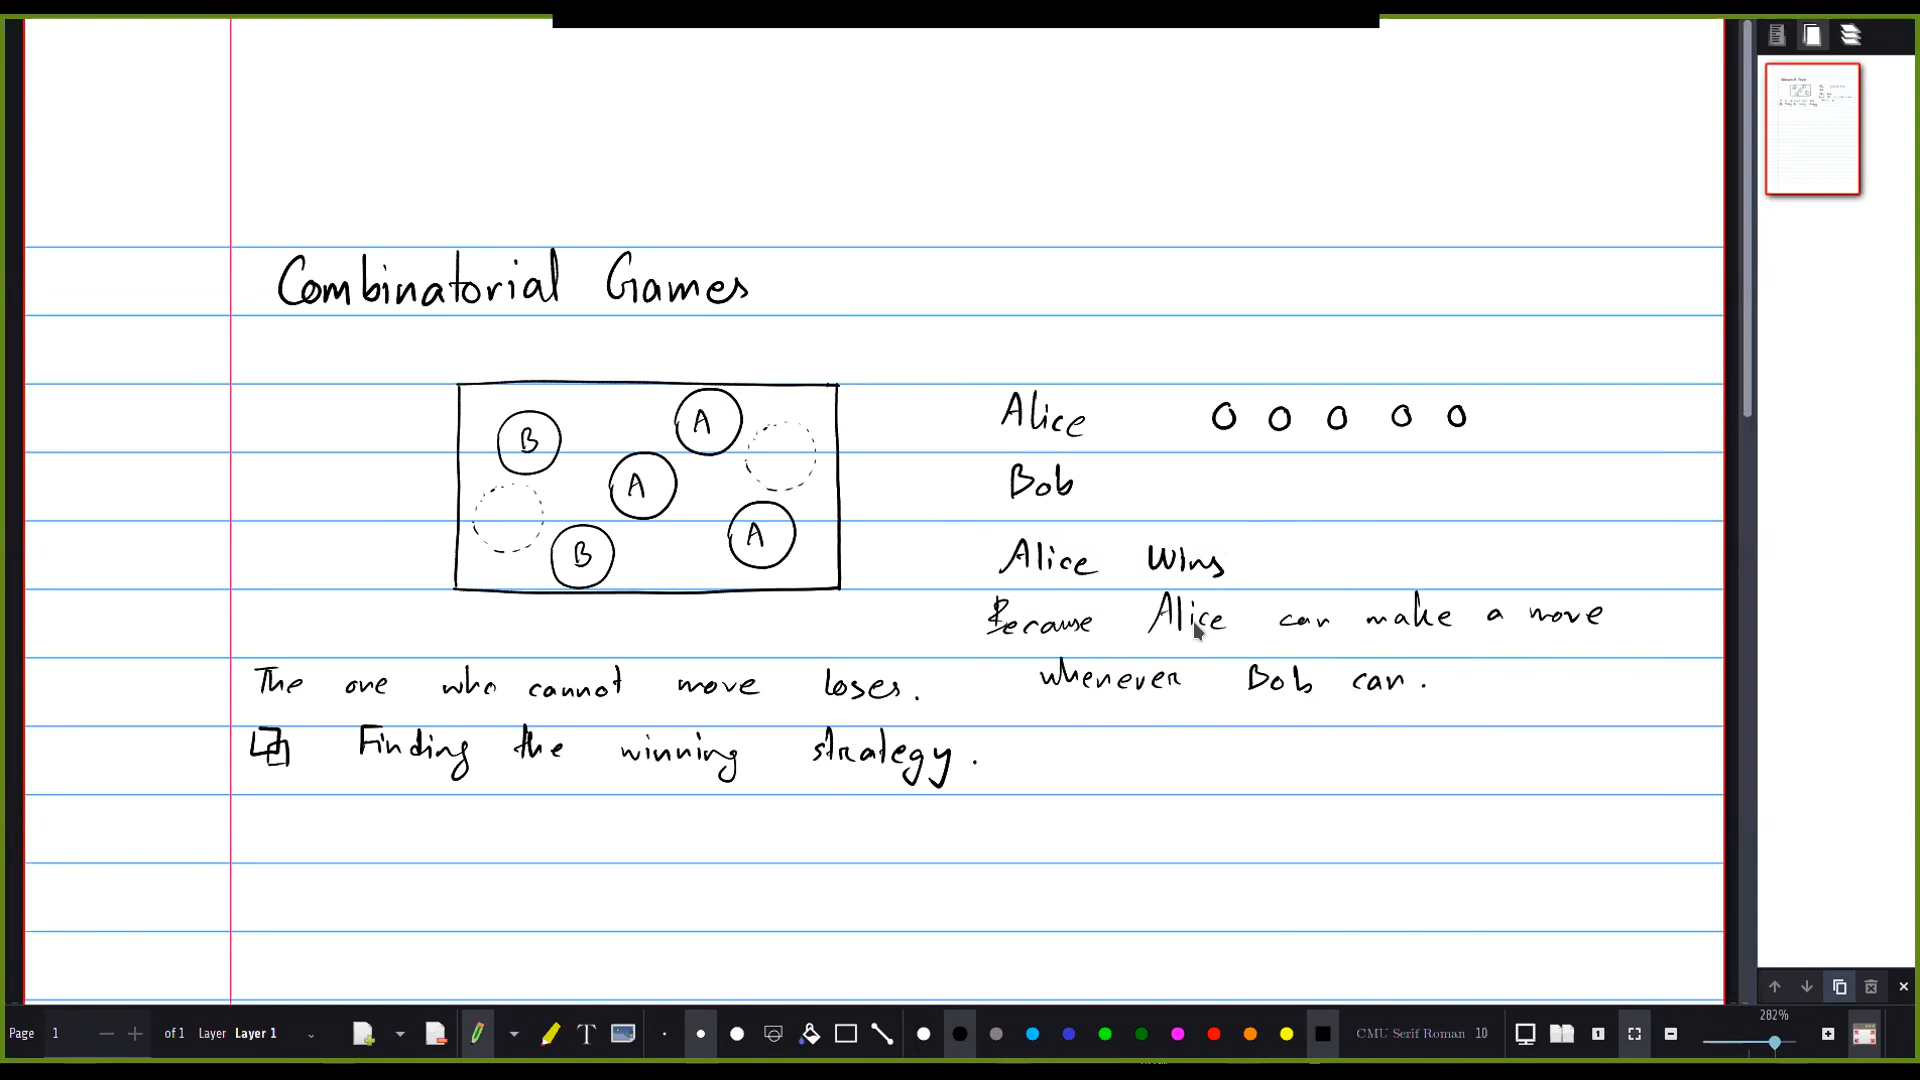 Combinatorial Games
B A A B A
Alice O O O O O
Bob
Alice Wins
Because Alice can make a move
whenever Bob can.
The one who cannot move loses.
Finding the winning strategy.
Page 1 of 1 Layer Layer 1 T CMU Serif Roman 10 282%